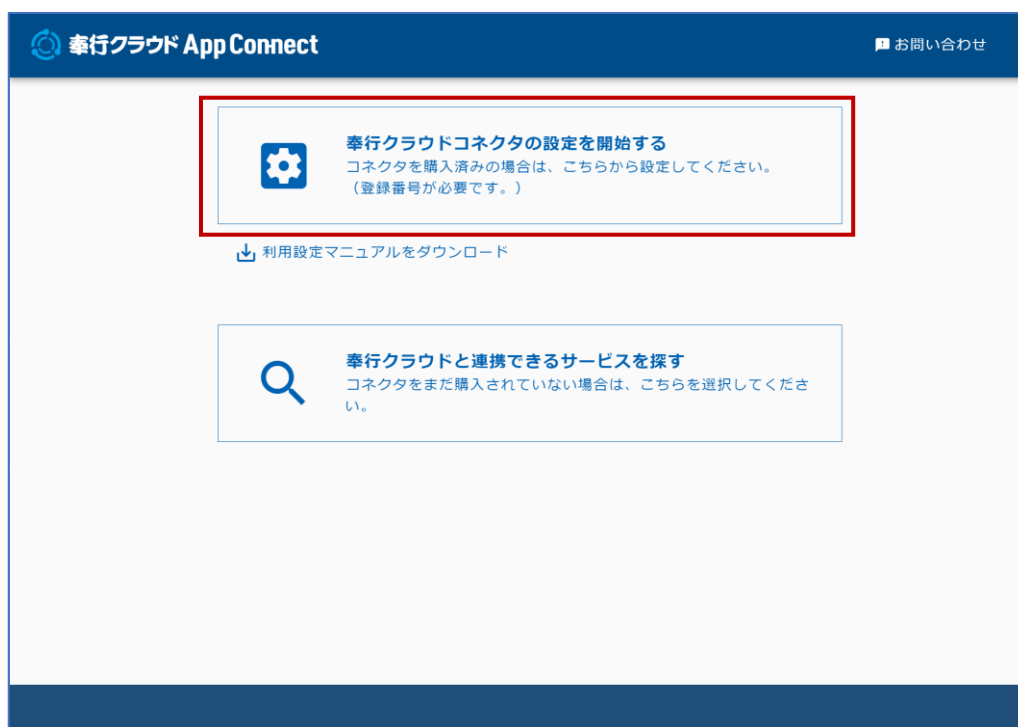 奉行クラウド App Connect
お問い合わせ
奉行クラウドコネクタの設定を開始する
コネクタを購入済みの場合は、こちらから設定してください。
（登録番号が必要です。）
利用設定マニュアルをダウンロード
奉行クラウドと連携できるサービスを探す
コネクタをまだ購入されていない場合は、こちらを選択してくださ
い。